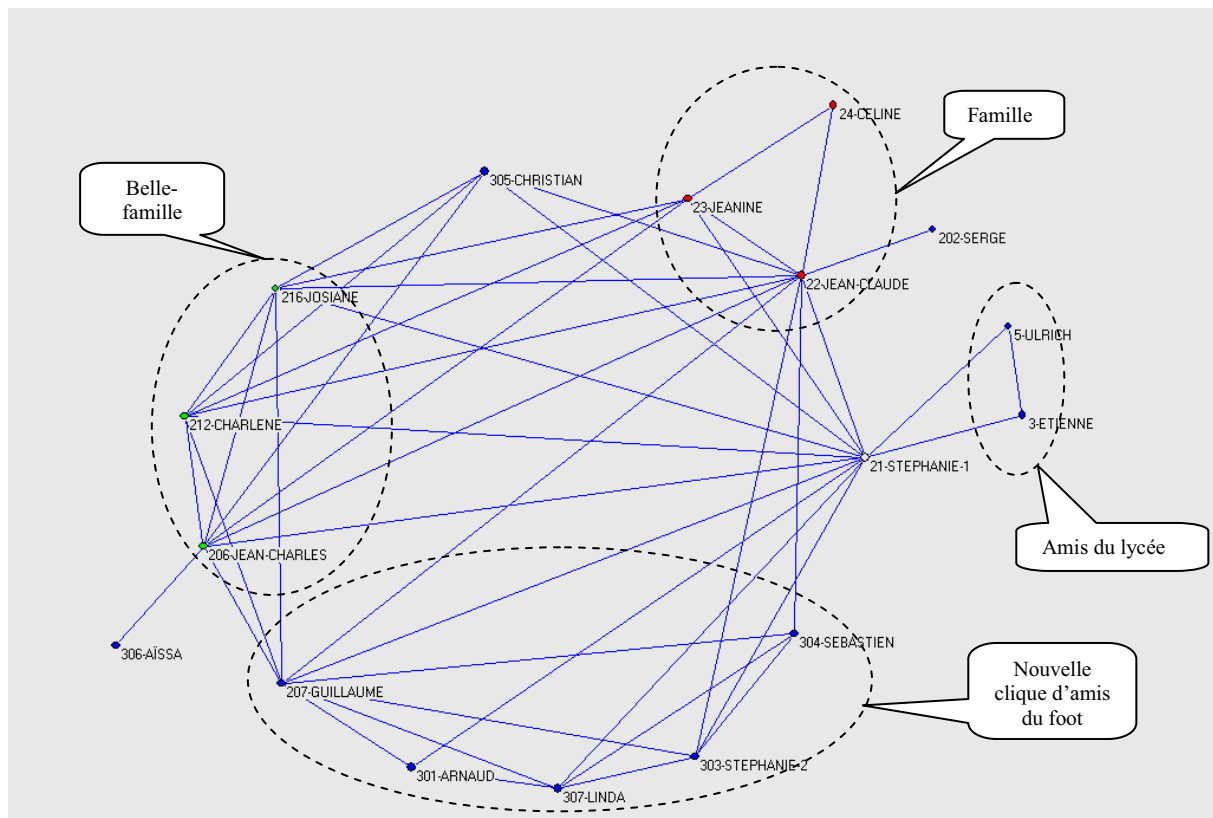 24-CELINE
Famille
305-CHRISTIAN
Belle-
famille
23-JEANINE
202-SERGE
22-JEAN-CLAUDE
216-JOSIANE
5-ULRICH
3-ETIENNE
212-CHARLENE
21-STEPHANIE-1
Amis du lycée
206-JEAN-CHARLES
306-AÏSSA
304-SEBASTIEN
Nouvelle
clique d'amis
du foot
207-GUILLAUME
303-STEPHANIE-2
301-ARNAUD
307-LINDA